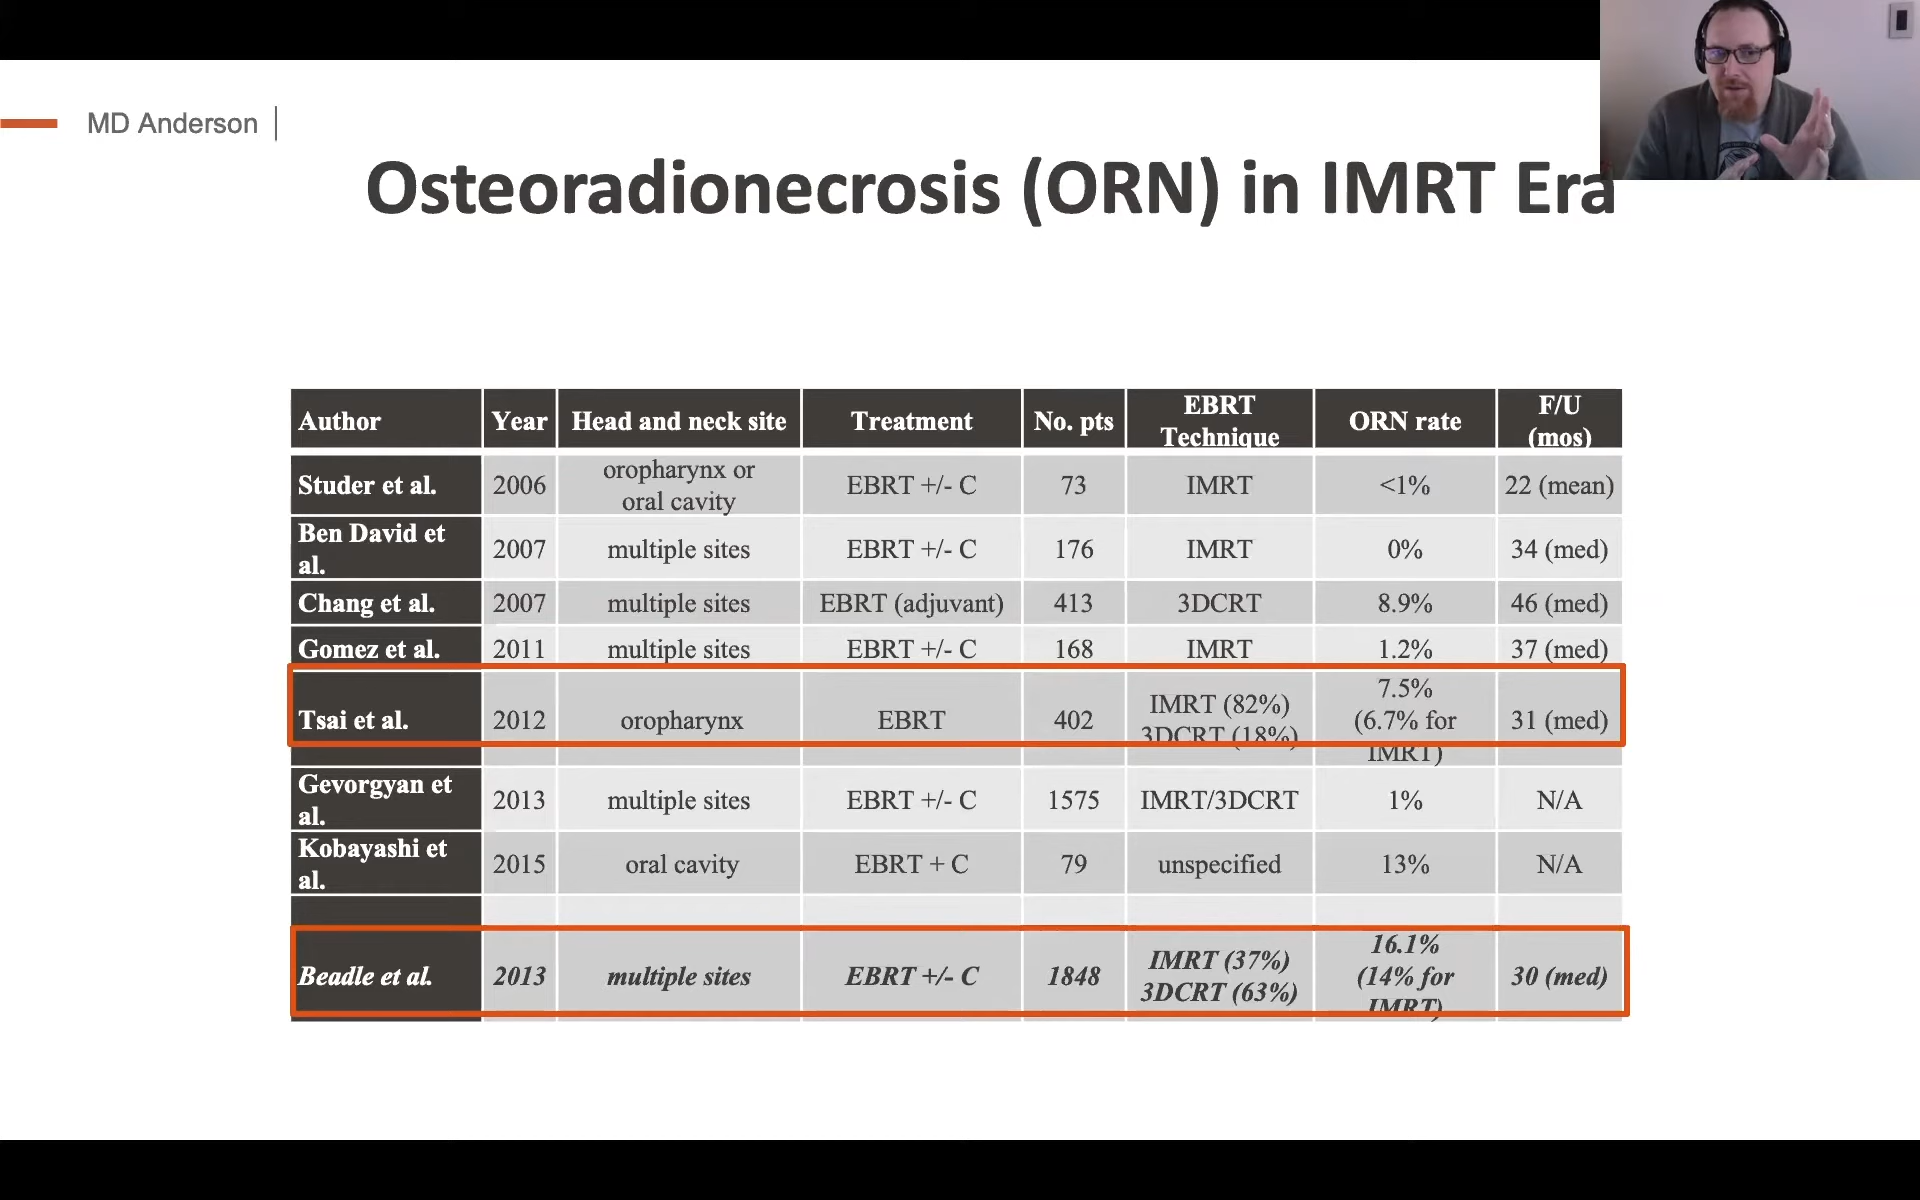 MD Anderson
Osteoradionecrosis (ORN) in IMRT Era
Author Year Head and neck site Treatment No. pts EBRT Technique ORN rate F/U (mos)
Studer et al. 2006 oropharynx or oral cavity EBRT +/- C 73 IMRT <1% 22 (mean)
Ben David et al. 2007 multiple sites EBRT +/- C 176 IMRT 0% 34 (med)
Chang et al. 2007 multiple sites EBRT (adjuvant) 413 3DCRT 8.9% 46 (med)
Gomez et al. 2011 multiple sites EBRT +/- C 168 IMRT 1.2% 37 (med)
Tsai et al. 2012 oropharynx EBRT 402 IMRT (82%) 3DCRT (18%) 7.5% (6.7% for IMRT) 31 (med)
Gevorgyan et al. 2013 multiple sites EBRT +/- C 1575 IMRT/3DCRT 1% N/A
Kobayashi et al. 2015 oral cavity EBRT + C 79 unspecified 13% N/A
Beadle et al. 2013 multiple sites EBRT +/- C 1848 IMRT (37%) 3DCRT (63%) 16.1% (14% for IMRT) 30 (med)